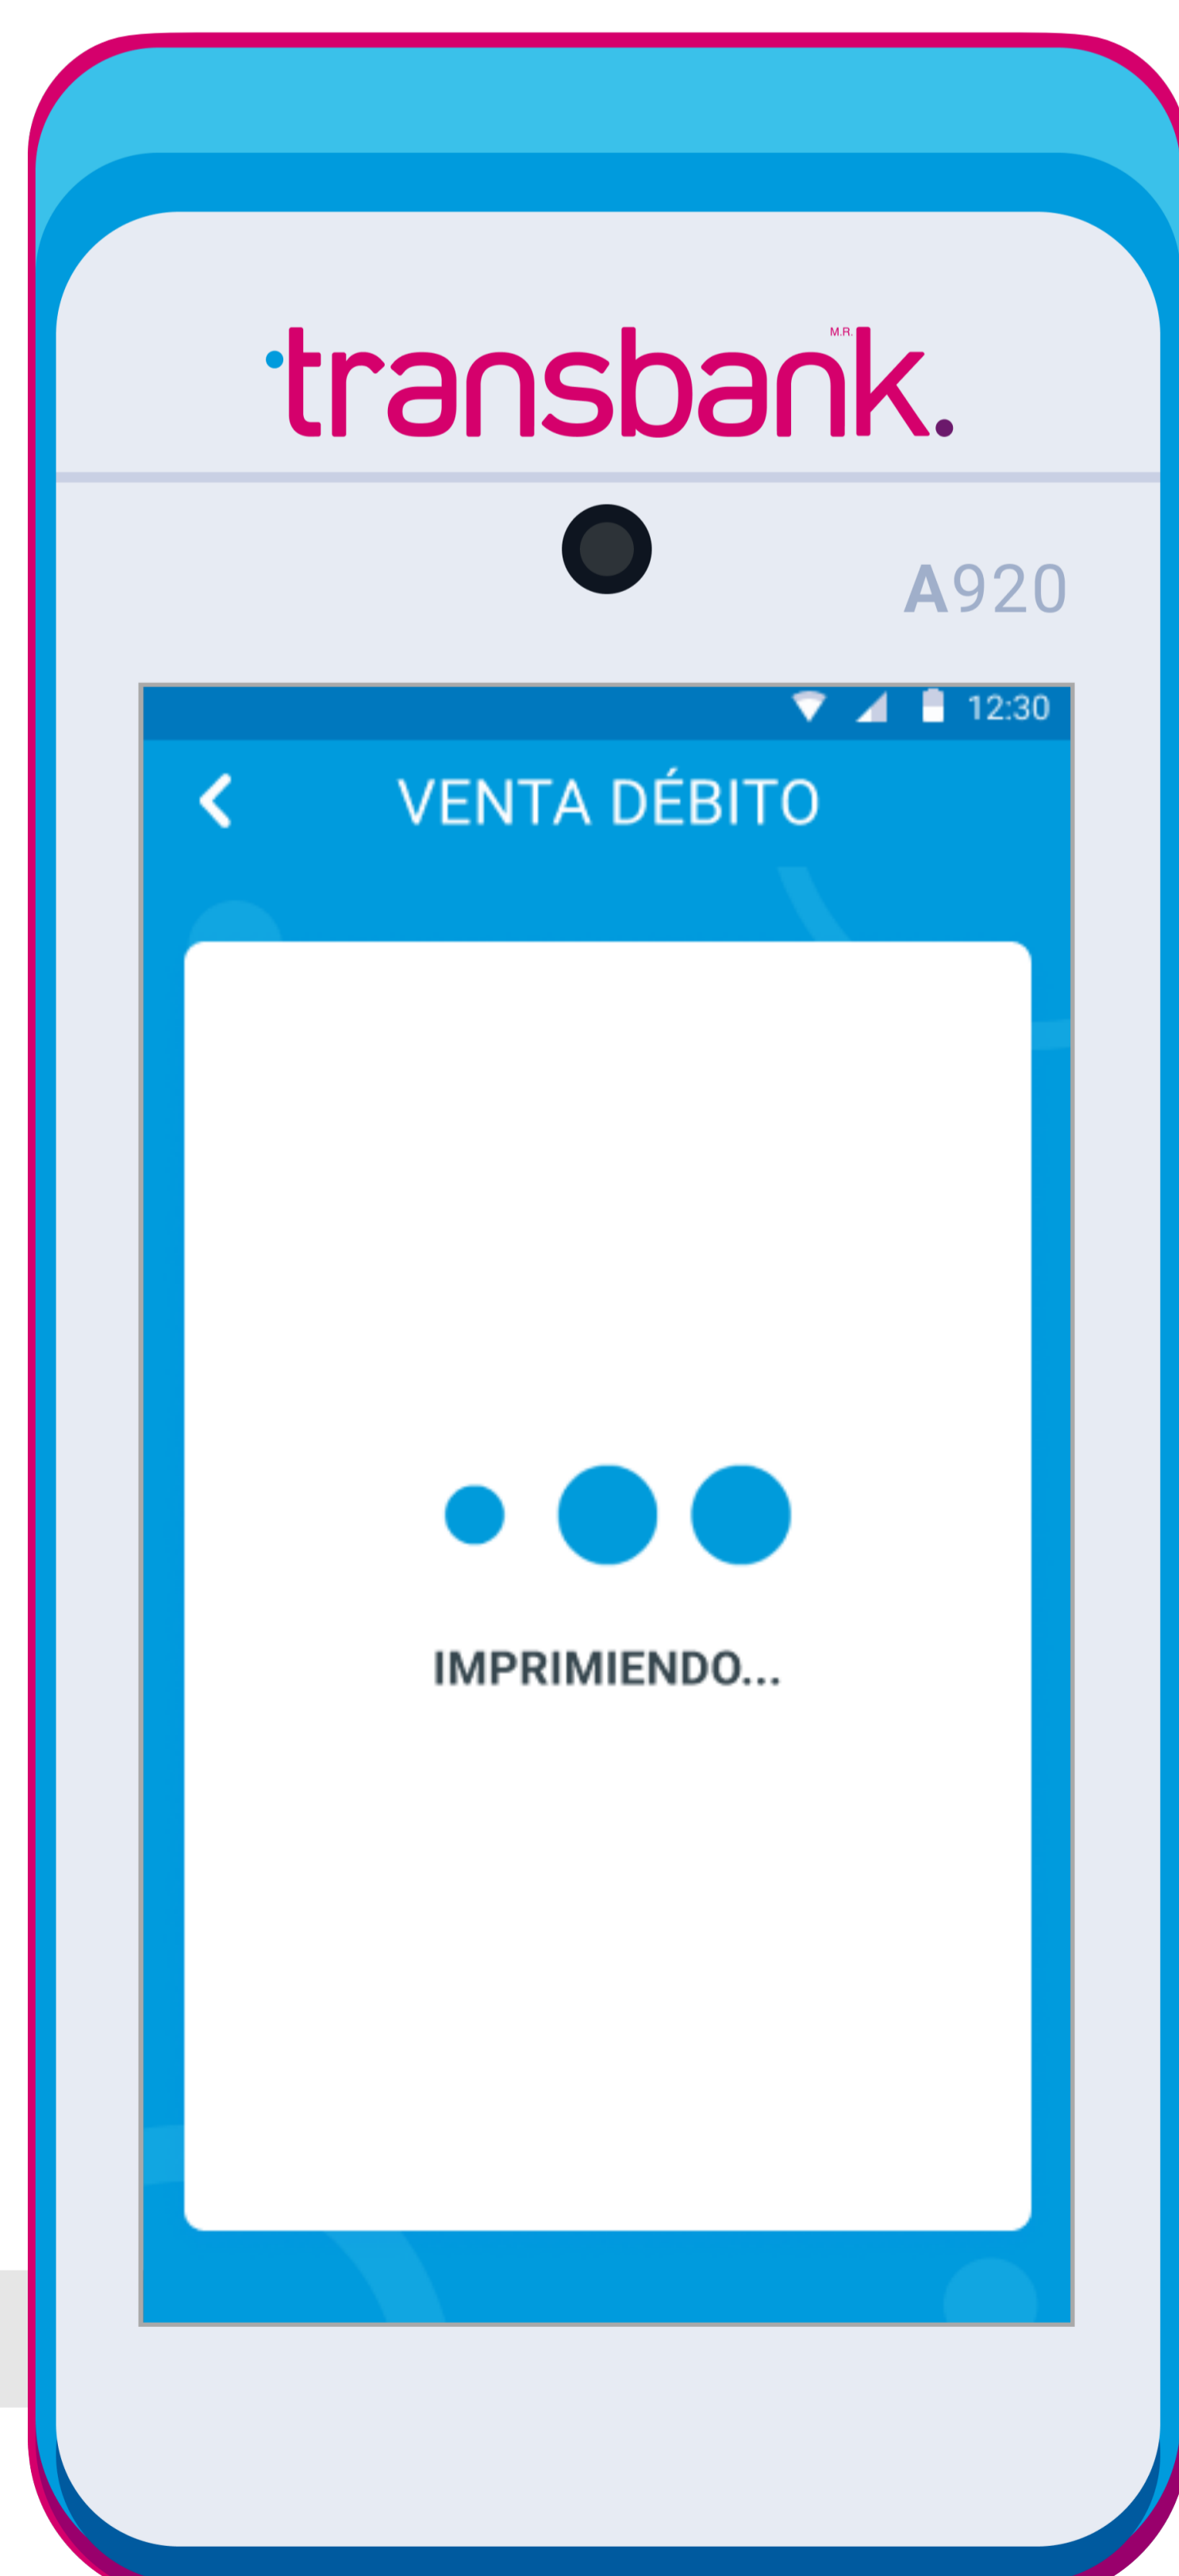 transbank.
M.R.
A920
12:30
VENTA DÉBITO
IMPRIMIENDO...